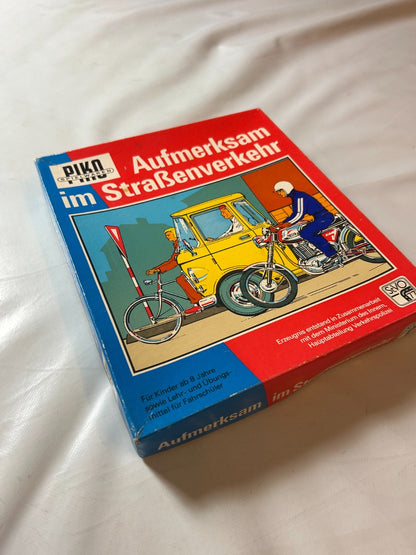 PIKO
SPIELWAREN
Aufmerksam
im Straßenverkehr
Für Kinder ab 8 Jahre
sowie Lehr- und Übungs-
mittel für Fahrschüler
Erzeugnis entstand in Zusammenarbeit
mit dem Ministerium des Innern,
Hauptabteilung Verkehrspolizei
Aufmerksam im S